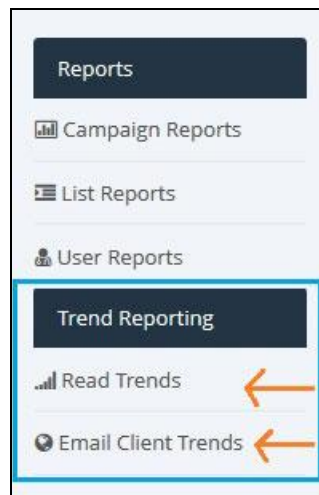 Reports
Campaign Reports
List Reports
User Reports
Trend Reporting
Read Trends
Email Client Trends